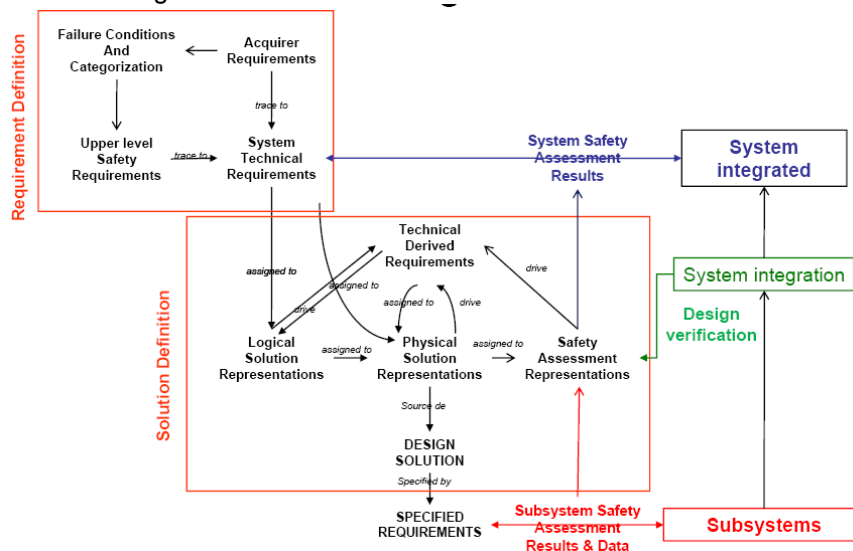 Failure Conditions
And
Categorization
Acquirer
Requirements
trace to
Upper level
Safety
Requirements
trace to
System
Technical
Requirements
Requirement Definition
System Safety
Assessment
Results
System
integrated
Technical
Derived
Requirements
assigned to
drive
assigned to
assigned to
drive
drive
System integration
Design
verification
Logical
Solution
Representations
assigned to
Physical
Solution
Representations
assigned to
Safety
Assessment
Representations
Solution Definition
Source de
DESIGN
SOLUTION
Specified by
SPECIFIED
REQUIREMENTS
Subsystem Safety
Assessment
Results & Data
Subsystems